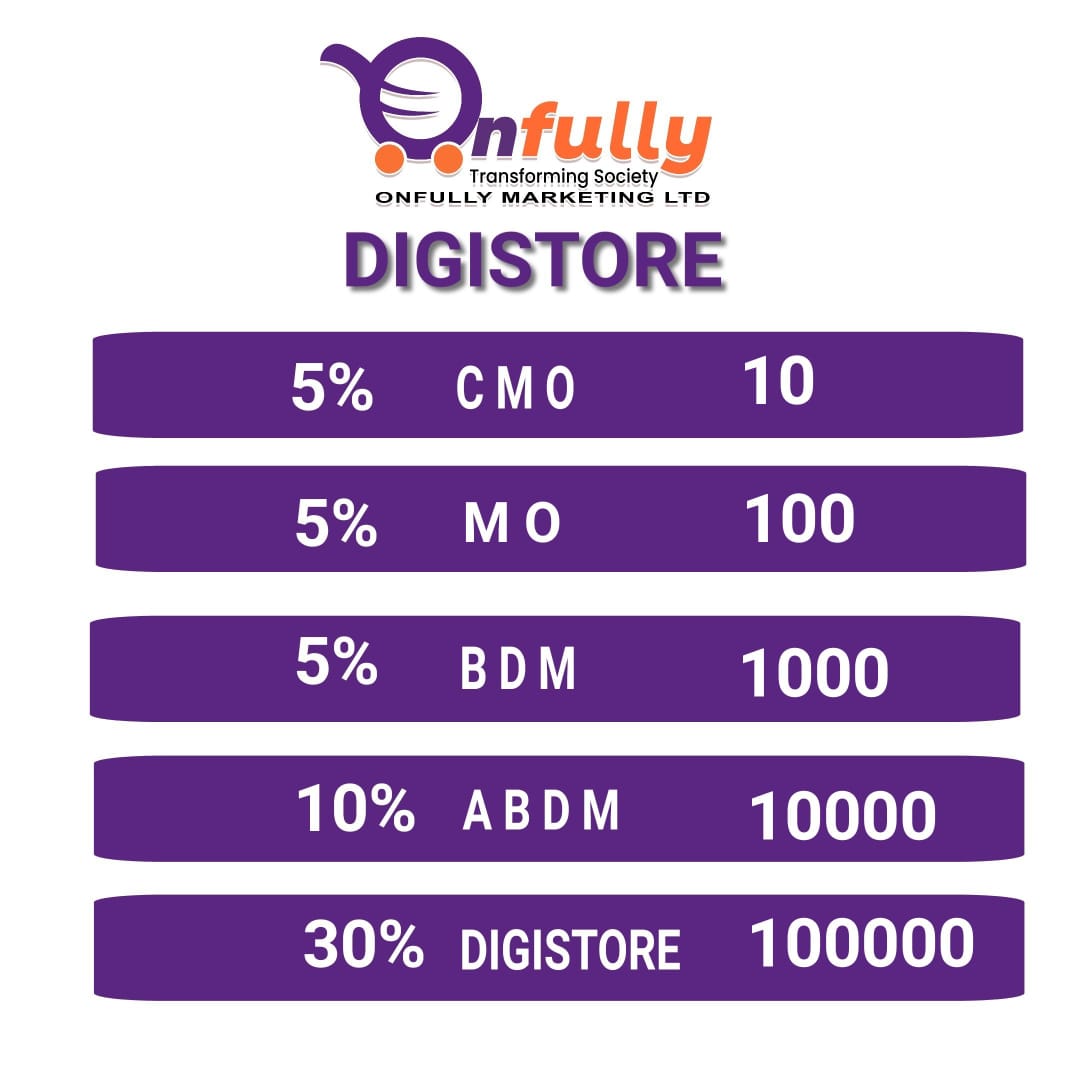 Onfully
Transforming Society
ONFULLY MARKETING LTD
DIGISTORE
5% CMO 10
5% MO 100
5% BDM 1000
10% ABDM 10000
30% DIGISTORE 100000